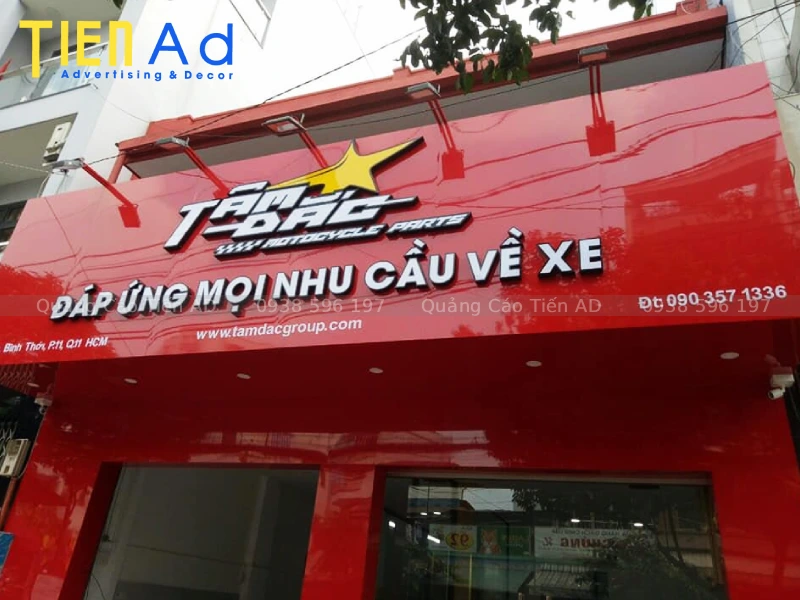 TIEN Ad
Advertising & Decor
TÂM ĐẮC
MOTOCYCLE PARTS
ĐÁP ỨNG MỌI NHU CẦU VỀ XE
Quảng Cáo Tiến AD 0938 596 197 Quảng Cáo Tiến AD 0938 596 197
Đt: 090 357 1336
www.tamdacgroup.com
Bình Thới, P.11, Q.11 HCM
92